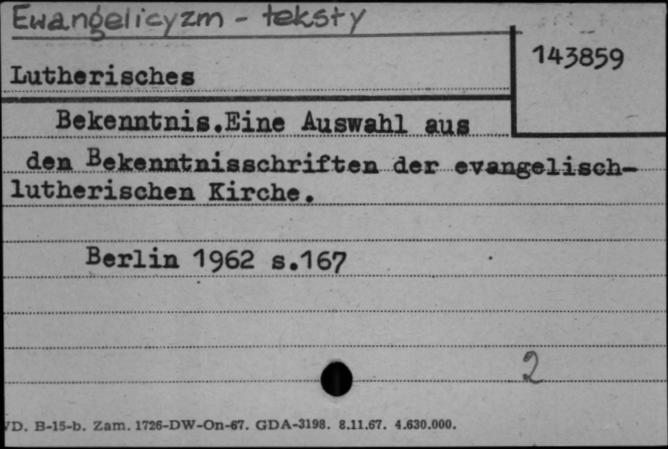 Ewangelicyzm - teksty
143859
Lutherisches
Bekenntnis.Eine Auswahl aus
den Bekenntnisschriften der evangelisch-
lutherischen Kirche.
Berlin 1962 s.167
2
D. B-15-b. Zam. 1726-DW-On-67. GDA-3198. 8.11.67. 4.630.000.